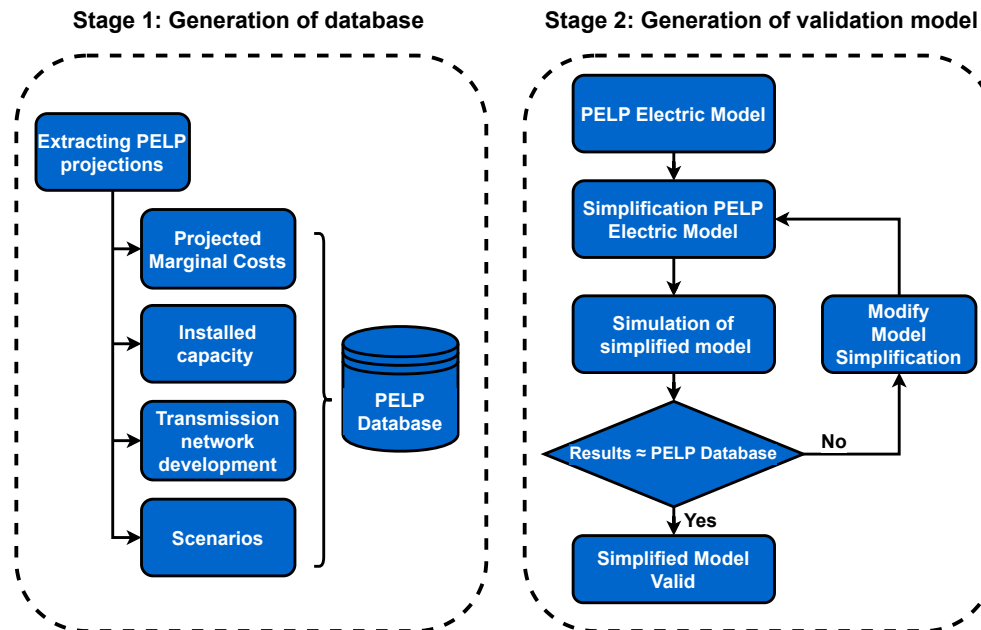 Stage 1: Generation of database
Extracting PELP
projections
Projected
Marginal Costs
Installed
capacity
Transmission
network
development
Scenarios
PELP
Database
Stage 2: Generation of validation model
PELP Electric Model
Simplification PELP
Electric Model
Simulation of
simplified model
Modify
Model
Simplification
Results ≈ PELP Database
No
Yes
Simplified Model
Valid